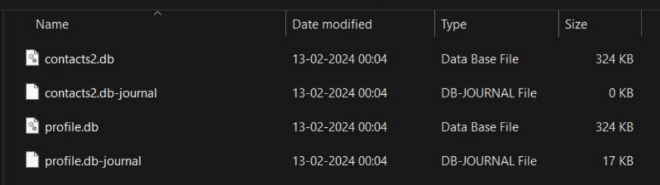 Name Date modified Type Size
contacts2.db 13-02-2024 00:04 Data Base File 324 KB
contacts2.db-journal 13-02-2024 00:04 DB-JOURNAL File 0 KB
profile.db 13-02-2024 00:04 Data Base File 324 KB
profile.db-journal 13-02-2024 00:04 DB-JOURNAL File 17 KB